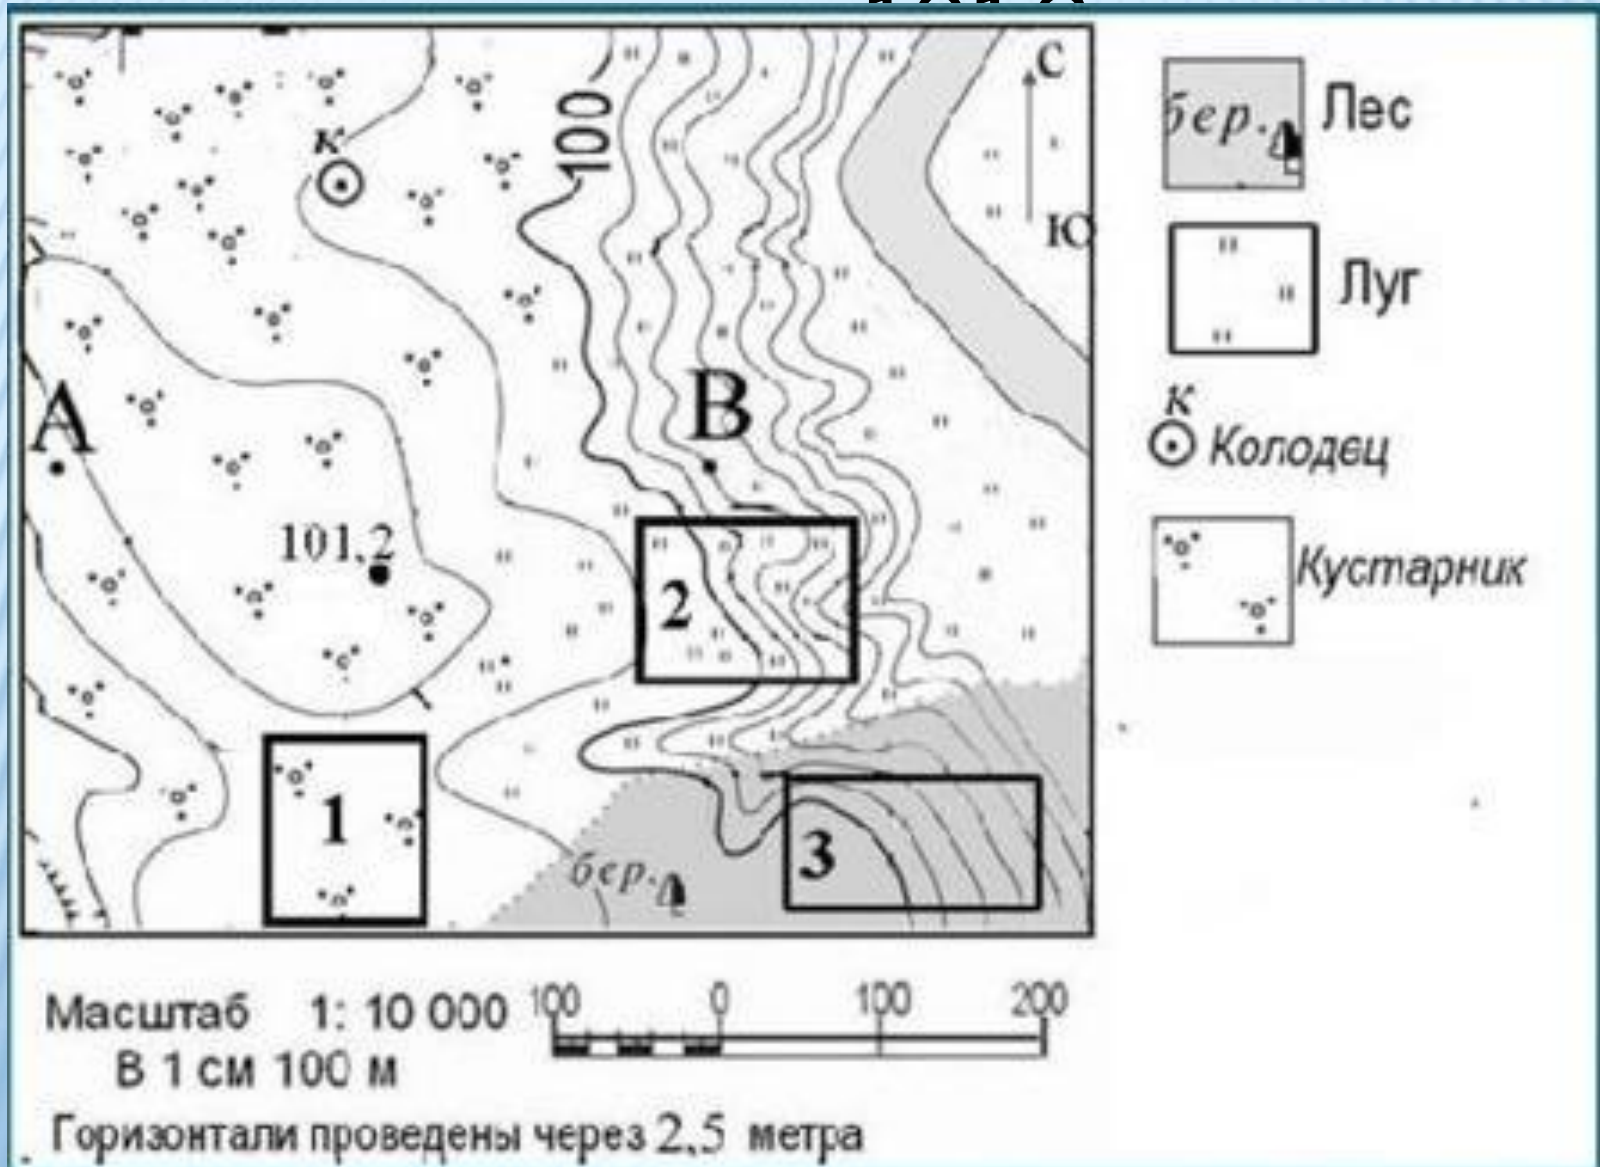 С
100
к
Ю
А
В
101,2
2
1
3
бер.
бер.
Лес
Луг
к
Колодец
Кустарник
Масштаб 1: 10 000
100 0 100 200
В 1 см 100 м
Горизонтали проведены через 2,5 метра